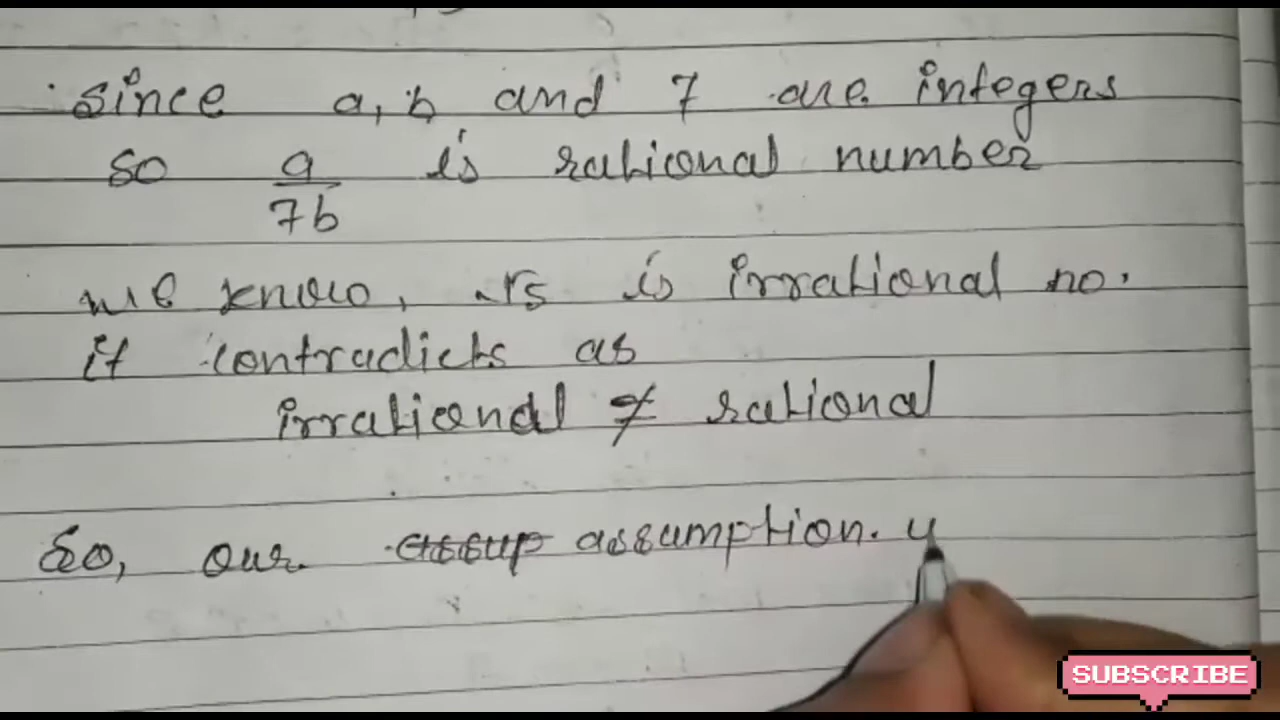 since a, b and 7 are integers
so a/7b is rational number
we know, √5 is irrational no.
it contradicts as
irrational ≠ rational
So, our assup assumption.
SUBSCRIBE